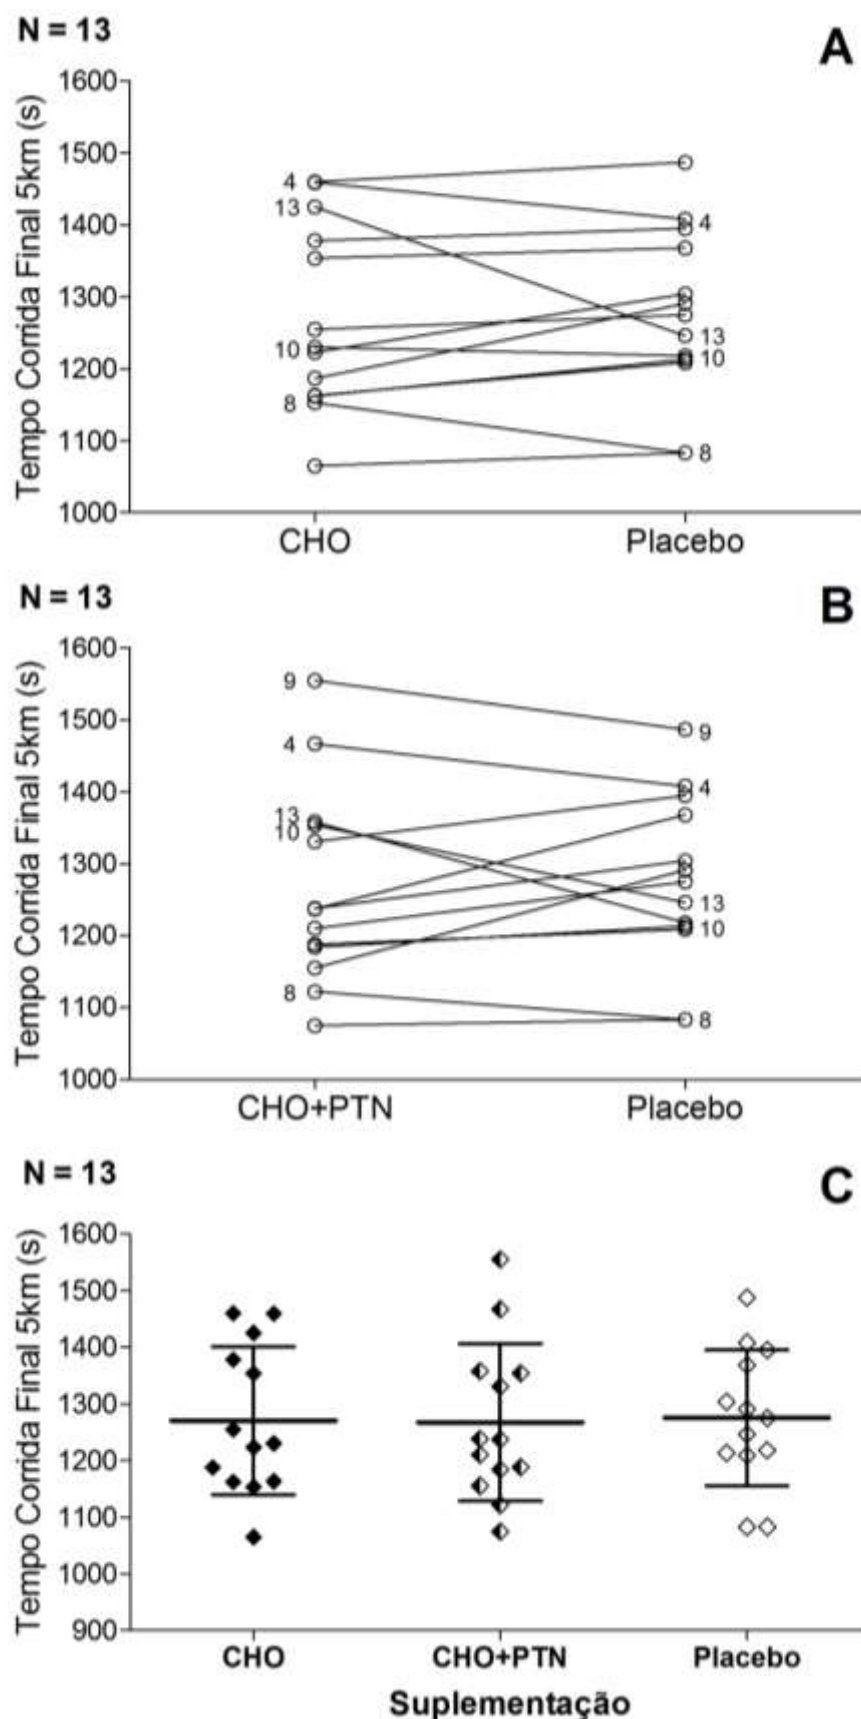 N = 13
A
Tempo Corrida Final 5km (s)
1600
1500
1400
1300
1200
1100
1000
4
13
10
8
4
13
10
8
CHO
Placebo
N = 13
B
Tempo Corrida Final 5km (s)
1600
1500
1400
1300
1200
1100
1000
9
4
13
10
8
9
4
13
10
8
CHO+PTN
Placebo
N = 13
C
Tempo Corrida Final 5km (s)
1600
1500
1400
1300
1200
1100
1000
900
CHO
CHO+PTN
Placebo
Suplementação